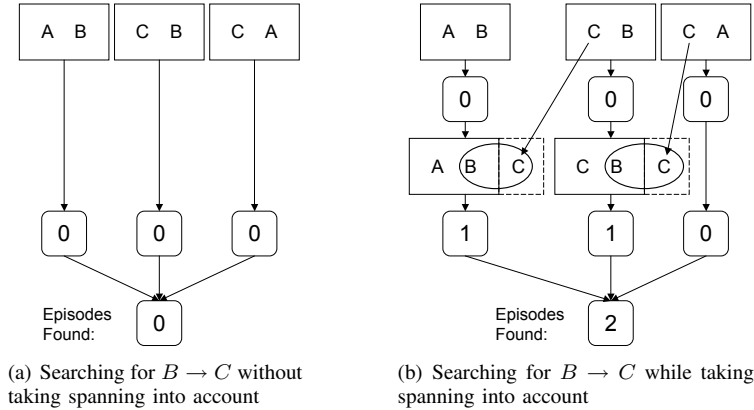 A B C B C A
0 0 0
Episodes
Found:
0
(a) Searching for B → C without
taking spanning into account
A B C B C A
0 0 0
A B C C B C
1 1 0
Episodes
Found:
2
(b) Searching for B → C while taking
spanning into account